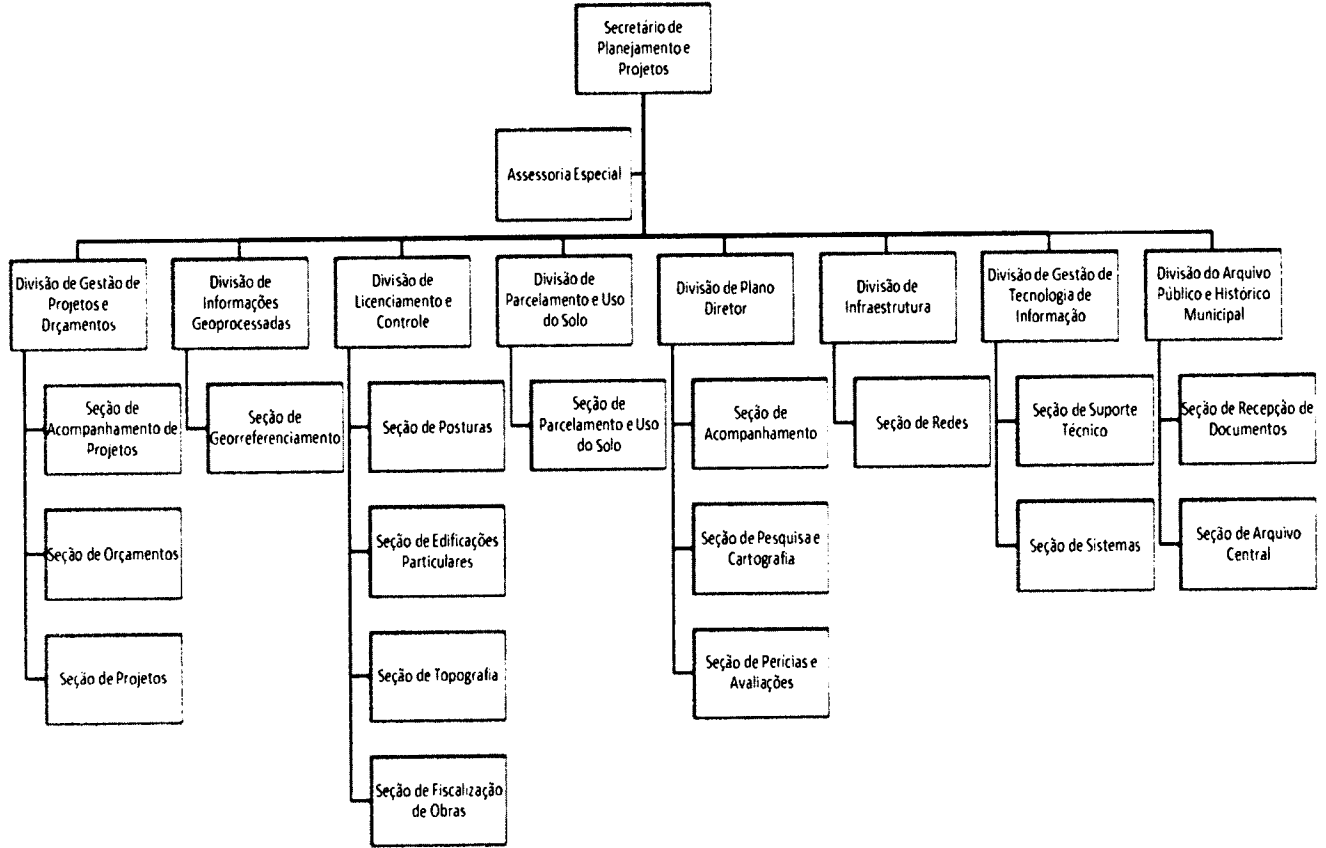 Secretário de
Planejamento e
Projetos
Assessoria Especial
Divisão de Gestão de
Projetos e
Orçamentos
Divisão de
Informações
Geoprocessadas
Divisão de
Licenciamento e
Controle
Divisão de
Parcelamento e Uso
do Solo
Divisão de Plano
Diretor
Divisão de
Infraestrutura
Divisão de Gestão de
Tecnologia de
Informação
Divisão do Arquivo
Público e Histórico
Municipal
Seção de
Acompanhamento de
Projetos
Seção de
Georreferenciamento
Seção de Posturas
Seção de
Parcelamento e Uso
do Solo
Seção de
Acompanhamento
Seção de Redes
Seção de Suporte
Técnico
Seção de Recepção de
Documentos
Seção de Orçamentos
Seção de Edificações
Particulares
Seção de Pesquisa e
Cartografia
Seção de Sistemas
Seção de Arquivo
Central
Seção de Projetos
Seção de Topografia
Seção de Perícias e
Avaliações
Seção de Fiscalização
de Obras